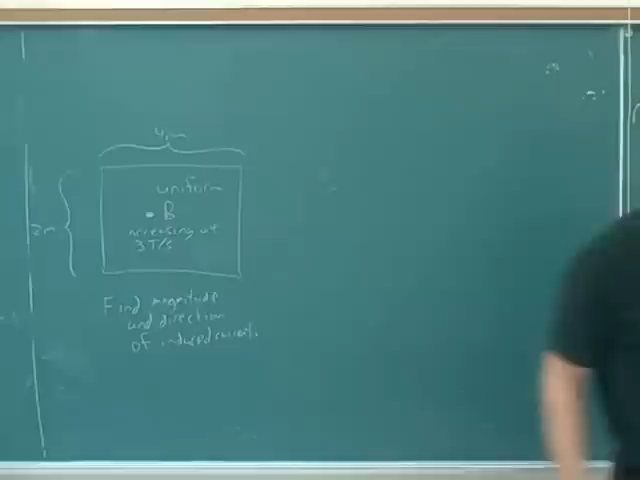 4m
uniform
• B
2m
increasing at
3 T/s
Find magnitude
and direction
of induced current.